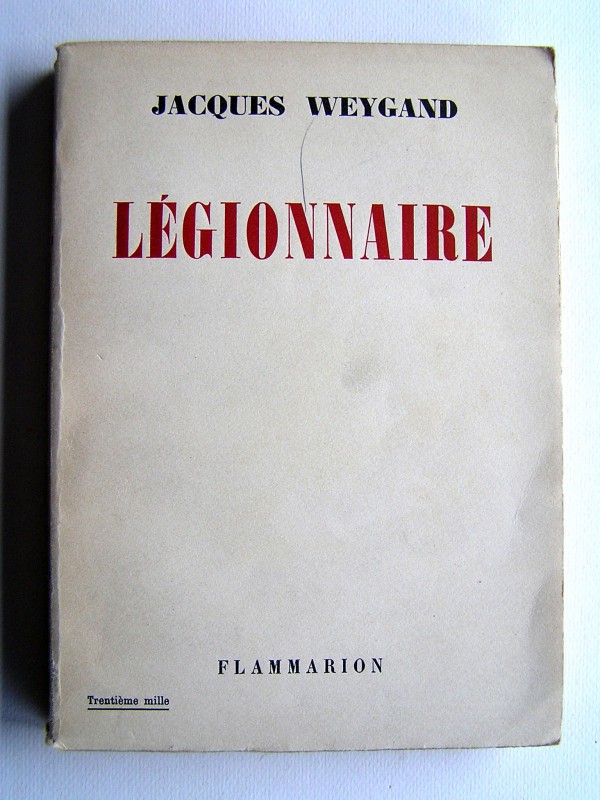 JACQUES WEYGAND
LÉGIONNAIRE
FLAMMARION
Trentième mille